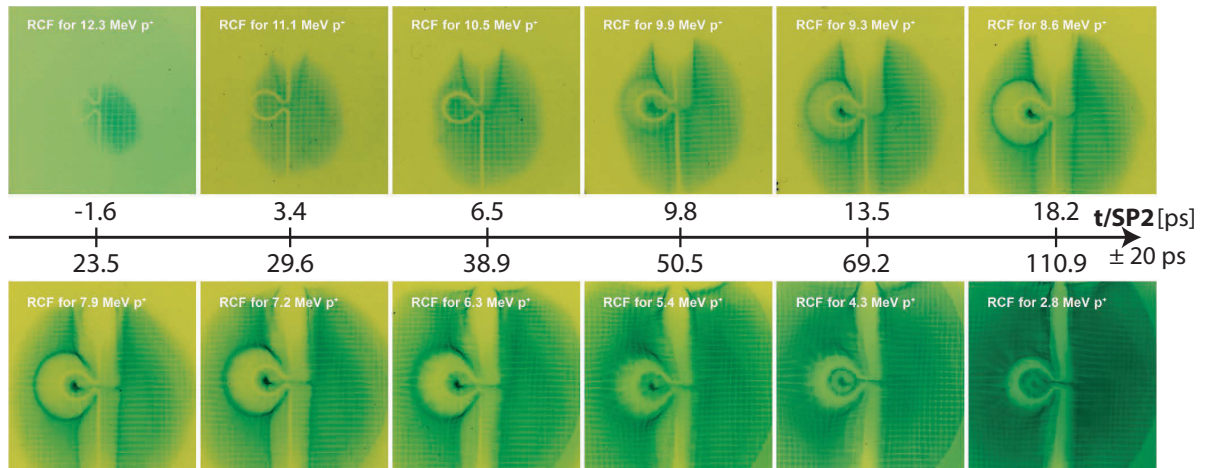 RCF for 12.3 MeV p⁺ RCF for 11.1 MeV p⁺ RCF for 10.5 MeV p⁺ RCF for 9.9 MeV p⁺ RCF for 9.3 MeV p⁺ RCF for 8.6 MeV p⁺
-1.6 3.4 6.5 9.8 13.5 18.2 t/SP2 [ps]
23.5 29.6 38.9 50.5 69.2 110.9 ± 20 ps
RCF for 7.9 MeV p⁺ RCF for 7.2 MeV p⁺ RCF for 6.3 MeV p⁺ RCF for 5.4 MeV p⁺ RCF for 4.3 MeV p⁺ RCF for 2.8 MeV p⁺